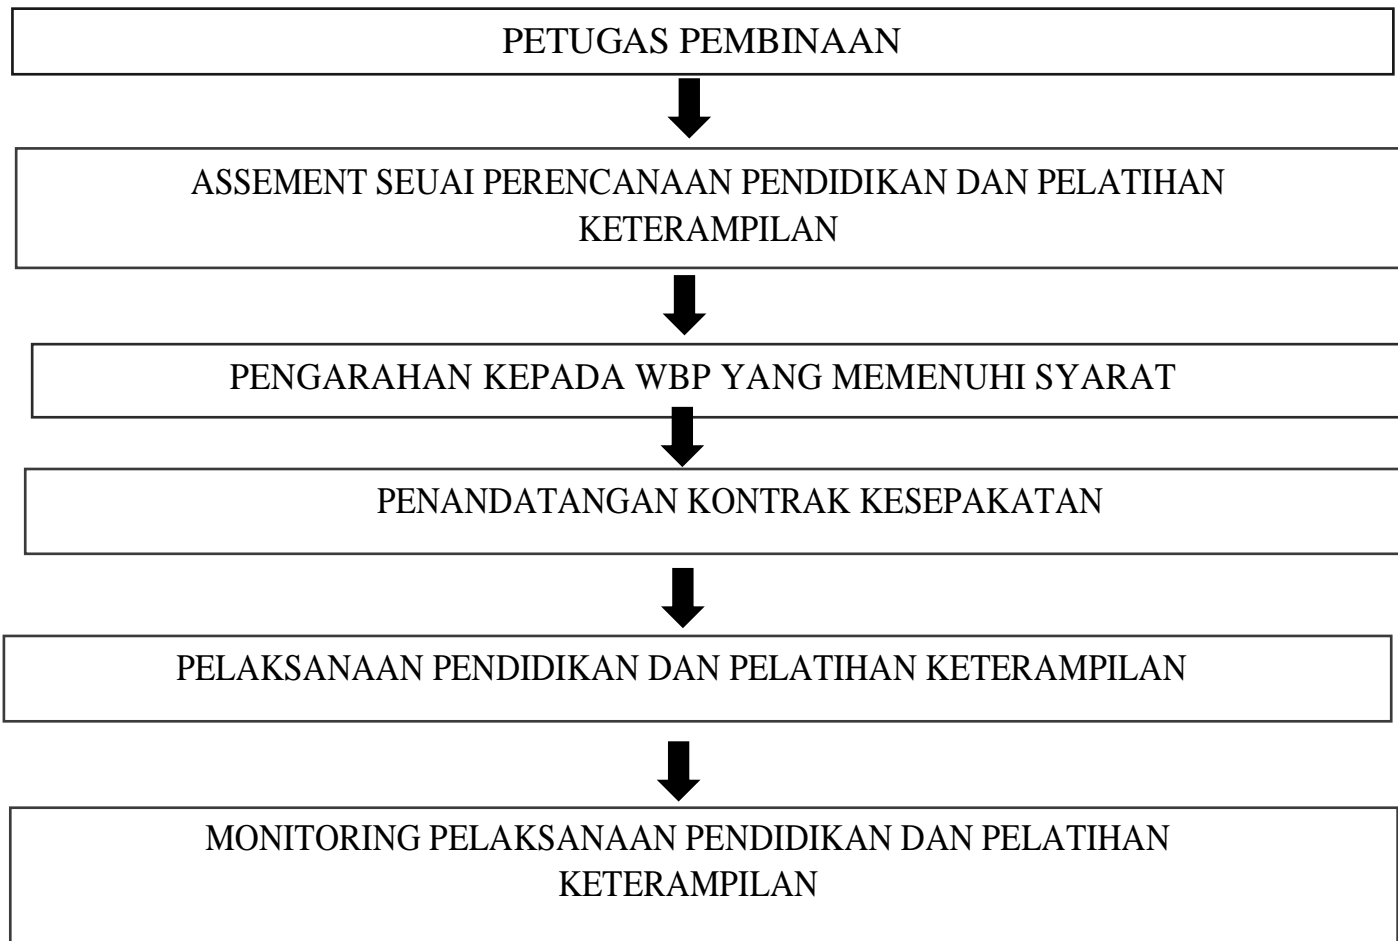 PETUGAS PEMBINAAN
ASSEMENT SEUAI PERENCANAAN PENDIDIKAN DAN PELATIHAN
KETERAMPILAN
PENGARAHAN KEPADA WBP YANG MEMENUHI SYARAT
PENANDATANGAN KONTRAK KESEPAKATAN
PELAKSANAAN PENDIDIKAN DAN PELATIHAN KETERAMPILAN
MONITORING PELAKSANAAN PENDIDIKAN DAN PELATIHAN
KETERAMPILAN